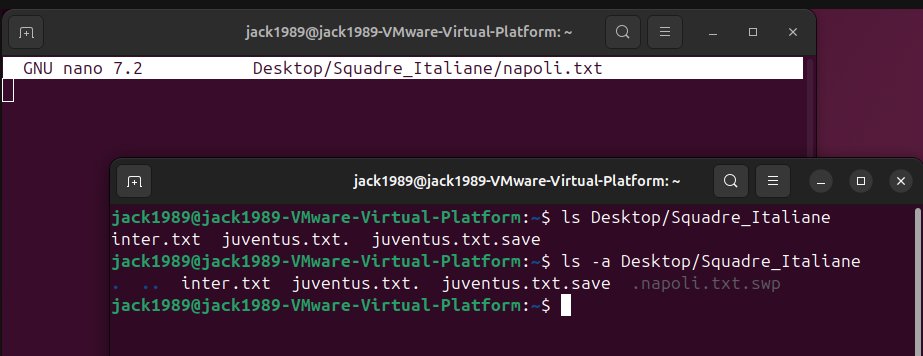 jack1989@jack1989-VMware-Virtual-Platform: ~
GNU nano 7.2 Desktop/Squadre_Italiane/napoli.txt
jack1989@jack1989-VMware-Virtual-Platform: ~
jack1989@jack1989-VMware-Virtual-Platform:~$ ls Desktop/Squadre_Italiane
inter.txt juventus.txt. juventus.txt.save
jack1989@jack1989-VMware-Virtual-Platform:~$ ls -a Desktop/Squadre_Italiane
. .. inter.txt juventus.txt. juventus.txt.save .napoli.txt.swp
jack1989@jack1989-VMware-Virtual-Platform:~$